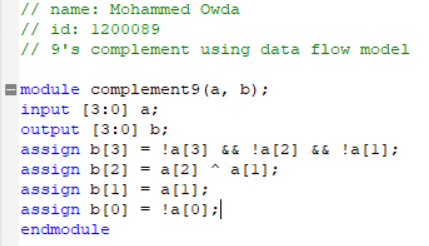 // name: Mohammed Owda
// id: 1200089
// 9's complement using data flow model
module complement9(a, b);
input [3:0] a;
output [3:0] b;
assign b[3] = !a[3] && !a[2] && !a[1];
assign b[2] = a[2] ^ a[1];
assign b[1] = a[1];
assign b[0] = !a[0];
endmodule